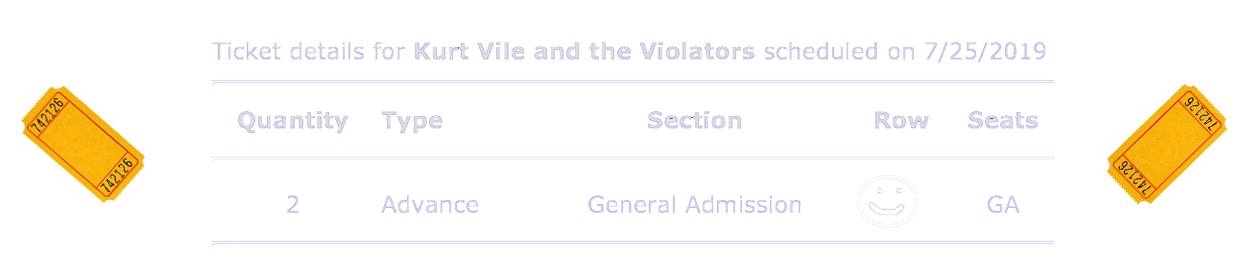 Ticket details for Kurt Vile and the Violators scheduled on 7/25/2019
Quantity Type Section Row Seats
2 Advance General Admission GA
742126
742126
742126
742126